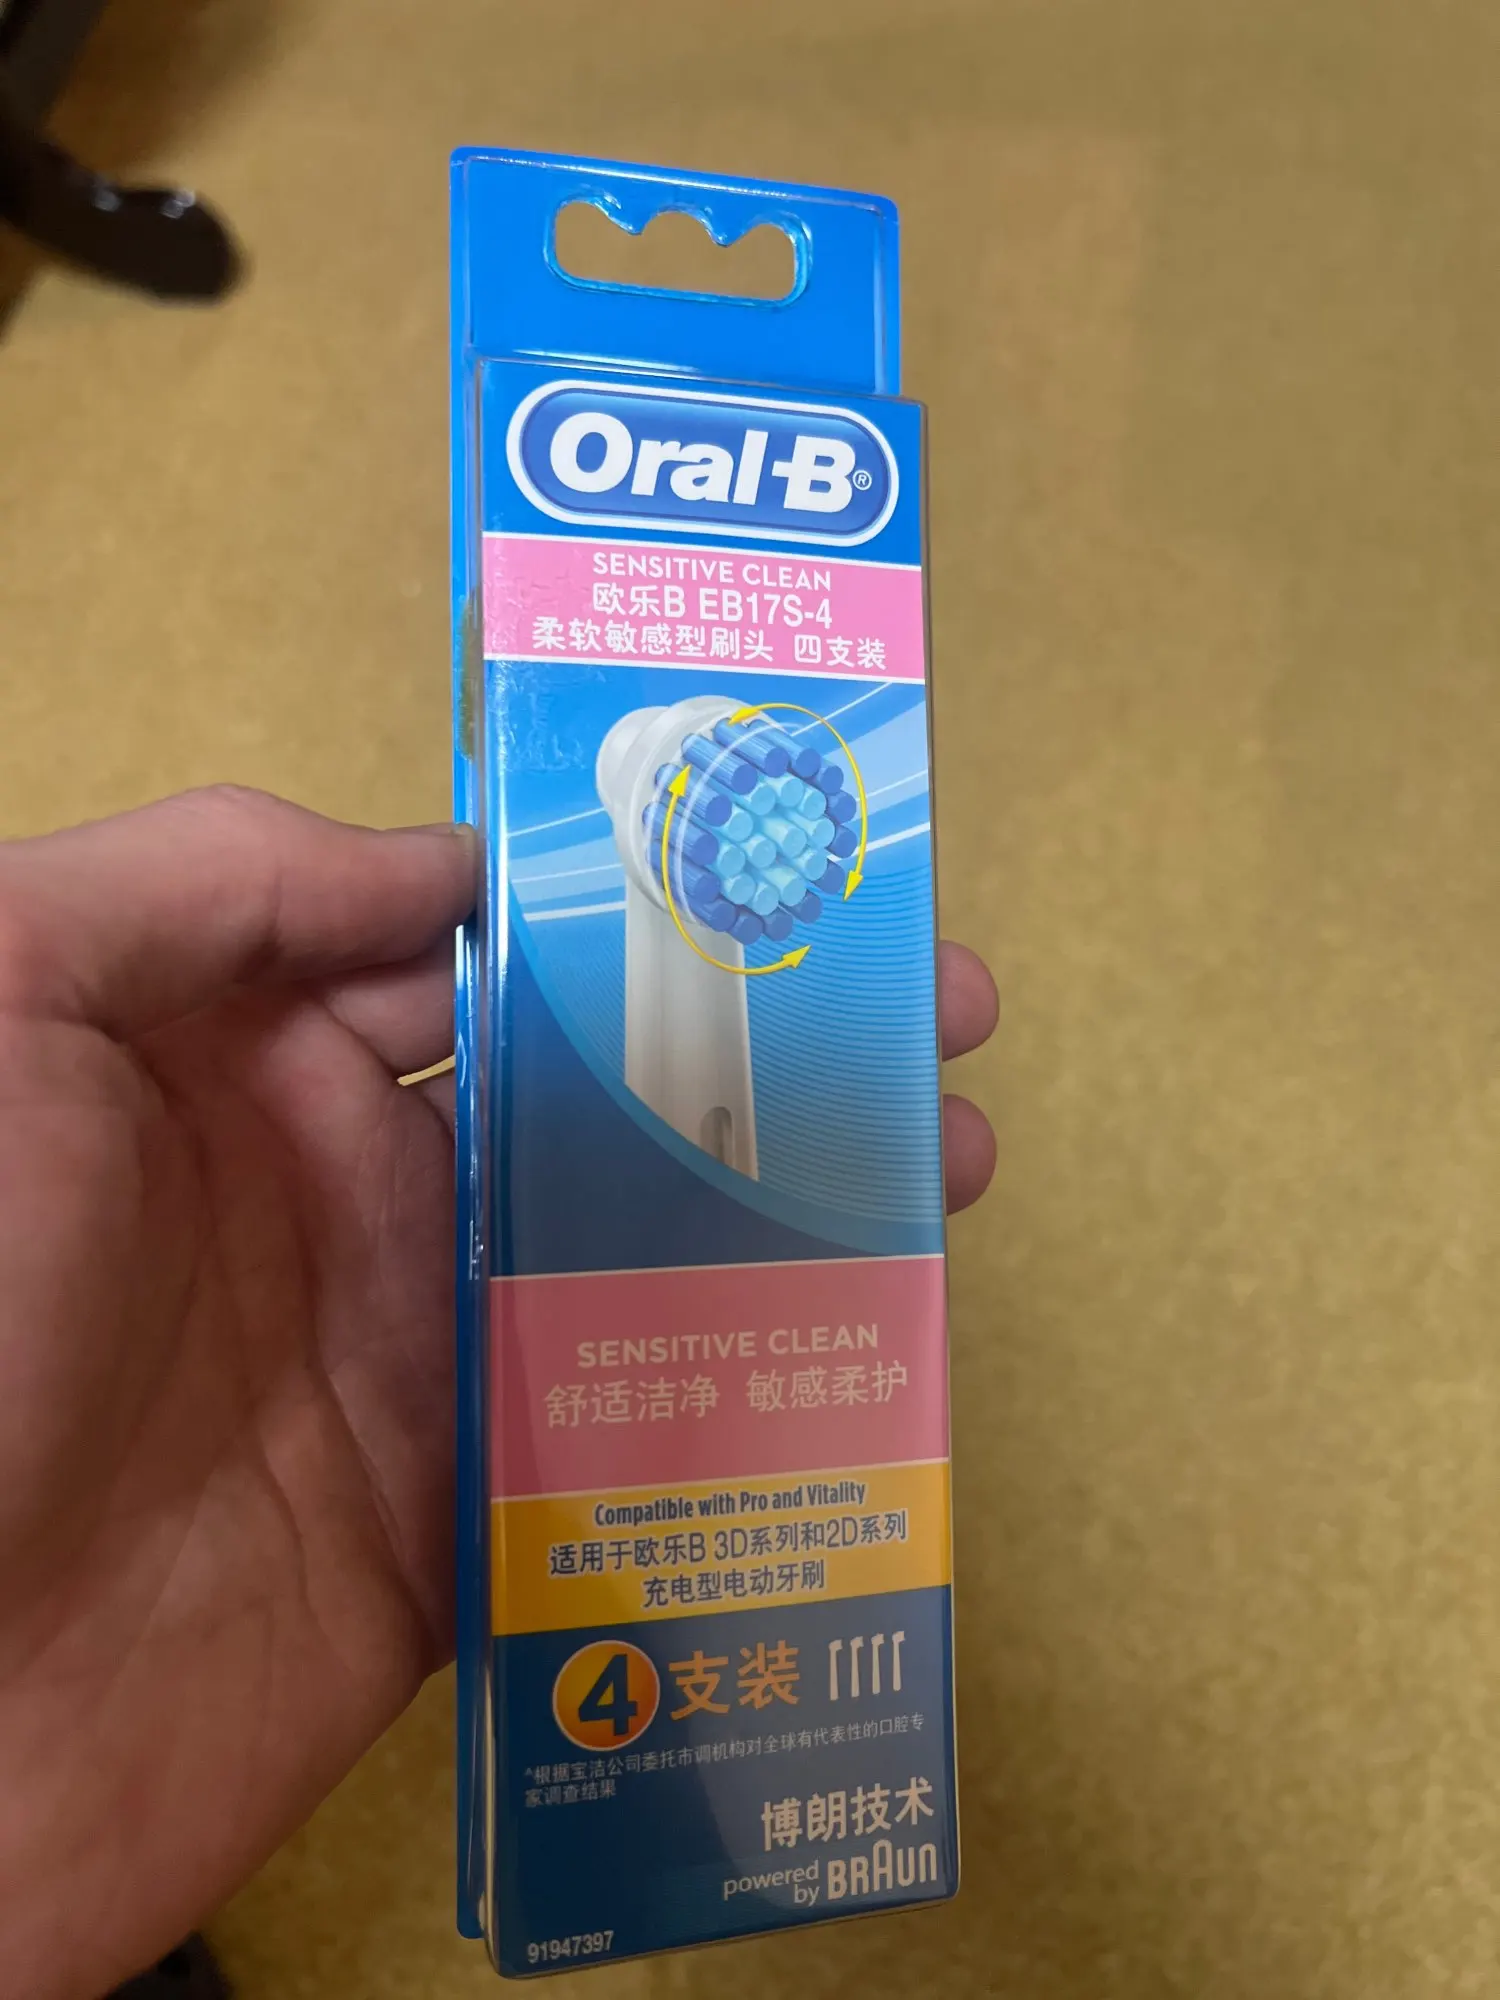 Oral-B®
SENSITIVE CLEAN
欧乐B EB17S-4
柔软敏感型刷头 四支装
SENSITIVE CLEAN
舒适洁净 敏感柔护
Compatible with Pro and Vitality
适用于欧乐B 3D系列和2D系列
充电型电动牙刷
4支装
^根据宝洁公司委托市调机构对全球有代表性的口腔专
家调查结果
博朗技术
powered
by BRAUN
91947397